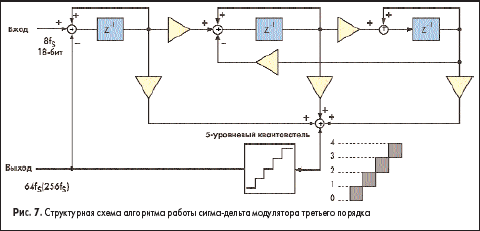 Вход
8fS
18-бит
+
+
−
z-1
+
+
−
z-1
+
+
+
z-1
+
+
+
5-уровневый квантователь
Выход
64fS(256fS)
4
3
2
1
0
Рис. 7. Структурная схема алгоритма работы сигма-дельта модулятора третьего порядка